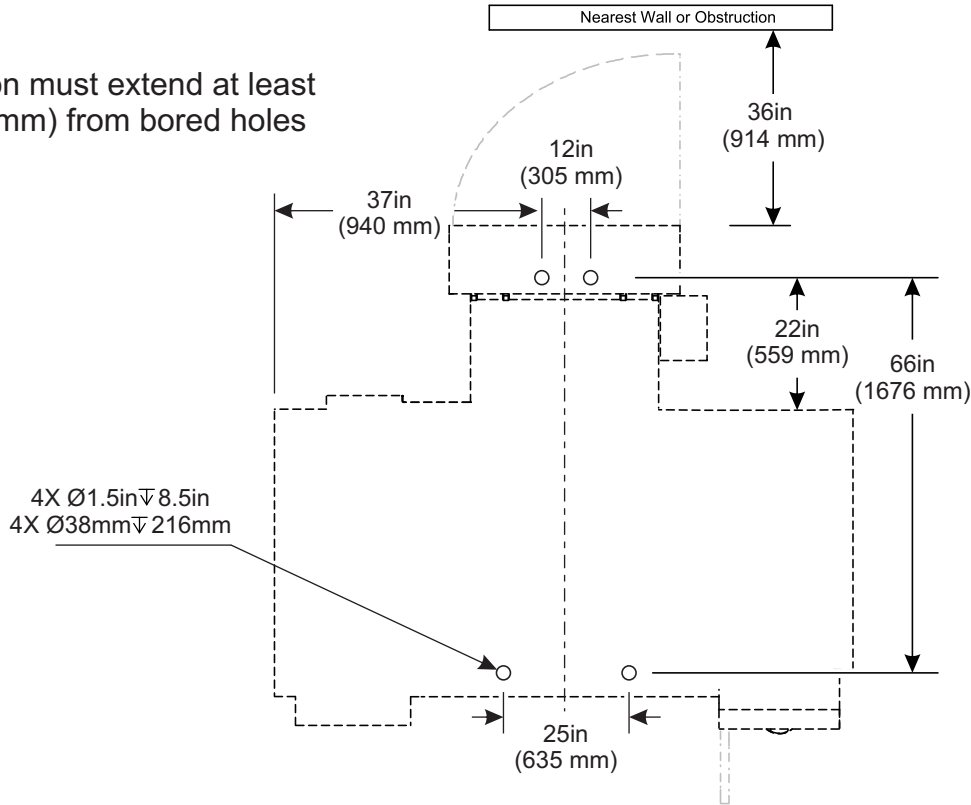 Nearest Wall or Obstruction
on must extend at least
mm) from bored holes
36in
(914 mm)
12in
(305 mm)
37in
(940 mm)
22in
(559 mm)
66in
(1676 mm)
4X Ø1.5in↧8.5in
4X Ø38mm↧216mm
25in
(635 mm)